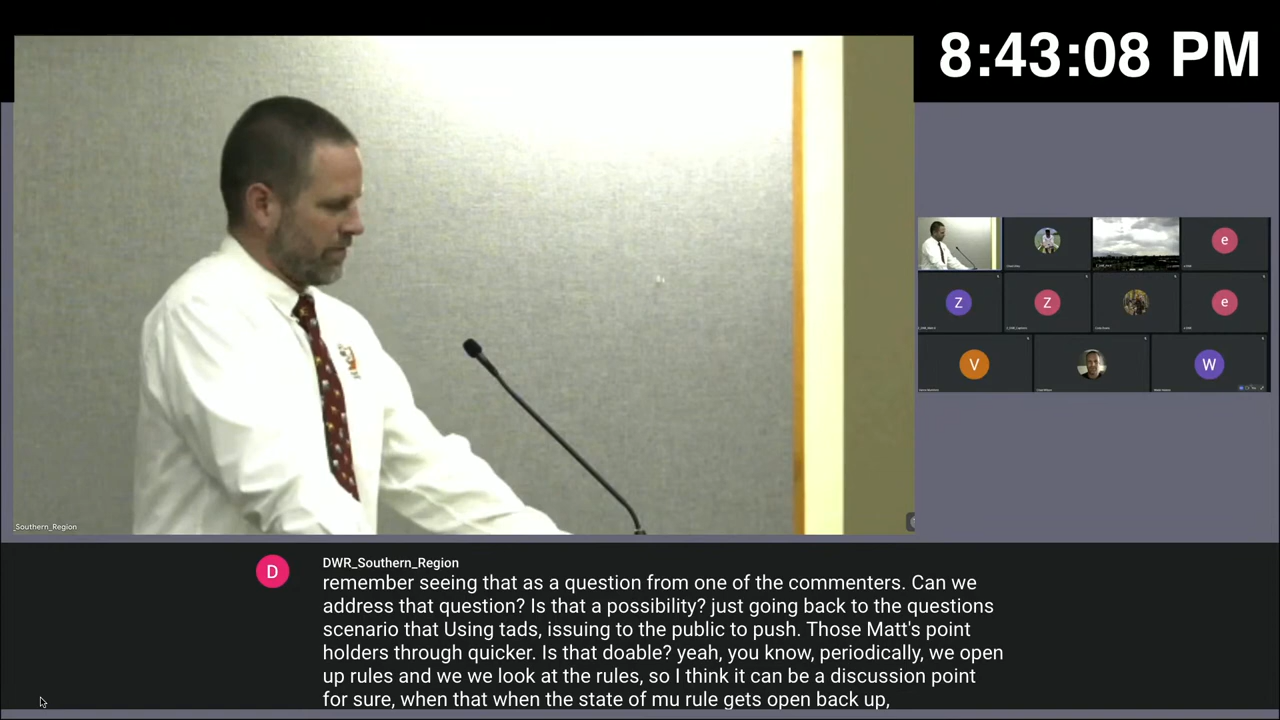 8:43:08 PM
e
Z
Z
e
V
W
_Southern_Region
D
DWR_Southern_Region
remember seeing that as a question from one of the commenters. Can we
address that question? Is that a possibility? just going back to the questions
scenario that Using tads, issuing to the public to push. Those Matt's point
holders through quicker. Is that doable? yeah, you know, periodically, we open
up rules and we we look at the rules, so I think it can be a discussion point
for sure, when that when the state of mu rule gets open back up,